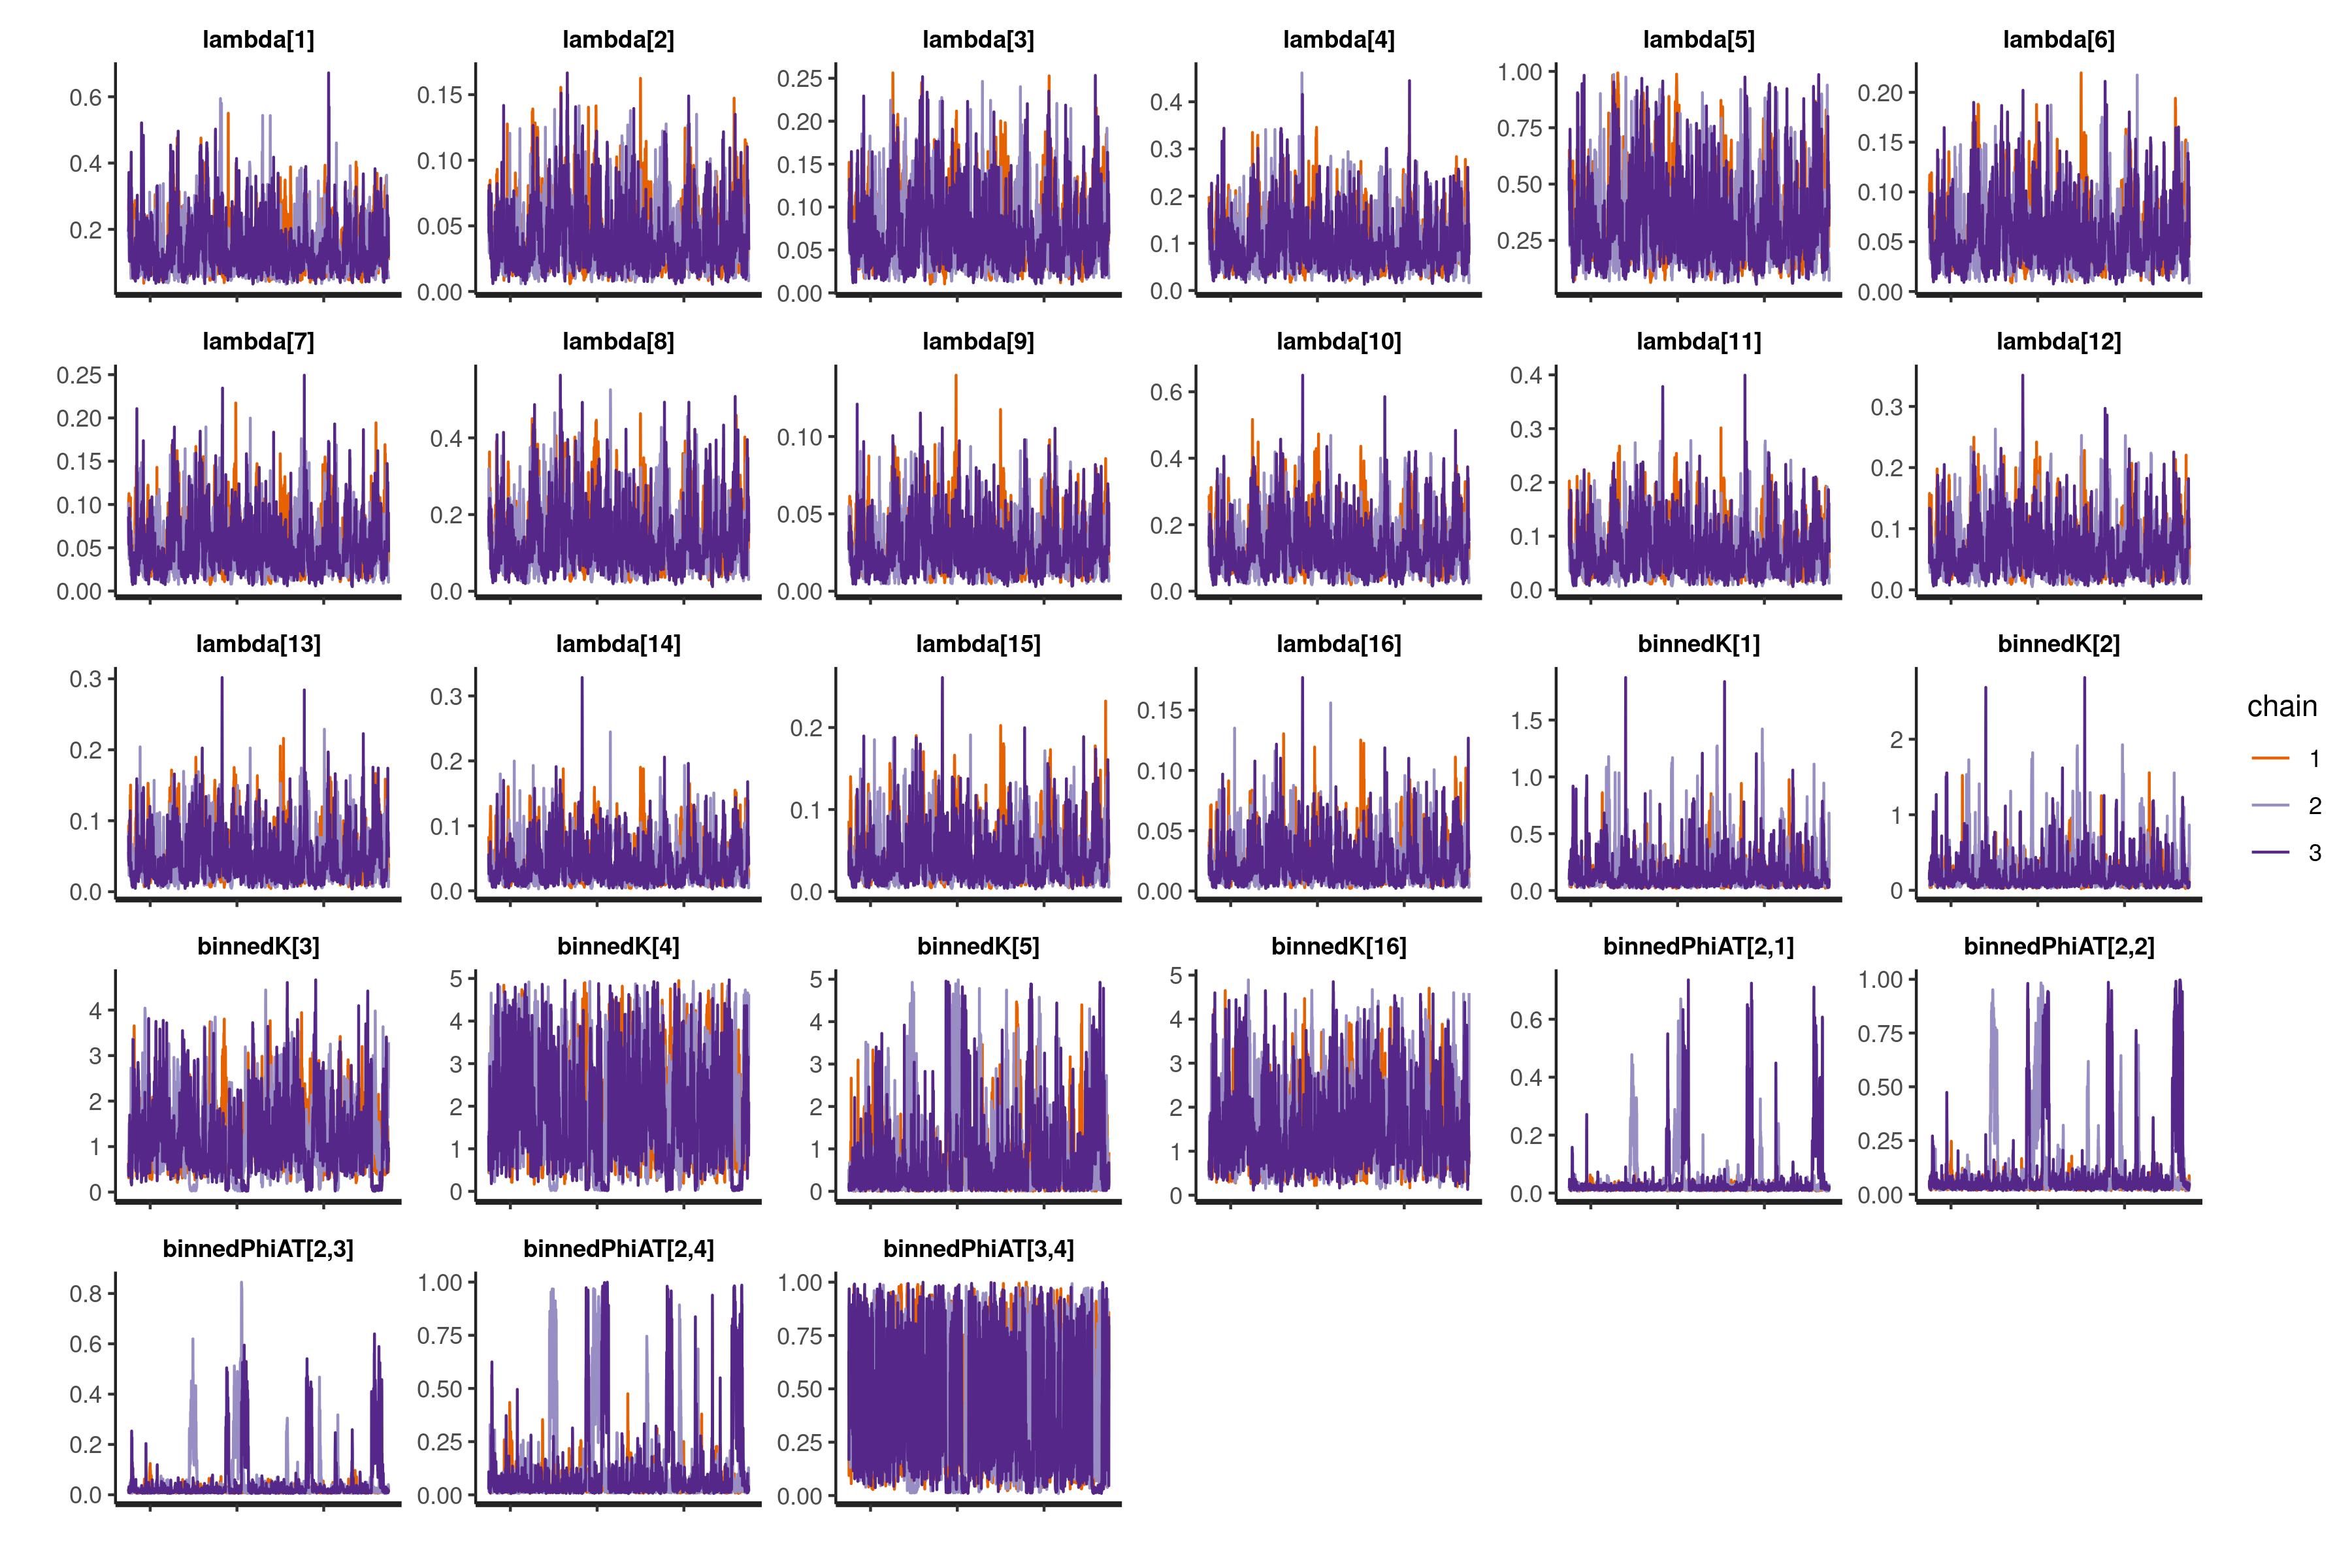 lambda[1] lambda[2] lambda[3] lambda[4] lambda[5] lambda[6]
0.6 0.4 0.2
0.15 0.10 0.05 0.00
0.25 0.20 0.15 0.10 0.05 0.00
0.4 0.3 0.2 0.1 0.0
1.00 0.75 0.50 0.25
0.20 0.15 0.10 0.05 0.00
lambda[7] lambda[8] lambda[9] lambda[10] lambda[11] lambda[12]
0.25 0.20 0.15 0.10 0.05 0.00
0.4 0.2 0.0
0.10 0.05 0.00
0.6 0.4 0.2 0.0
0.4 0.3 0.2 0.1 0.0
0.3 0.2 0.1 0.0
lambda[13] lambda[14] lambda[15] lambda[16] binnedK[1] binnedK[2]
0.3 0.2 0.1 0.0
0.3 0.2 0.1 0.0
0.2 0.1 0.0
0.15 0.10 0.05 0.00
1.5 1.0 0.5 0.0
2 1 0
chain
1
2
3
binnedK[3] binnedK[4] binnedK[5] binnedK[16] binnedPhiAT[2,1] binnedPhiAT[2,2]
4 3 2 1 0
5 4 3 2 1 0
5 4 3 2 1 0
5 4 3 2 1 0
0.6 0.4 0.2 0.0
1.00 0.75 0.50 0.25 0.00
binnedPhiAT[2,3] binnedPhiAT[2,4] binnedPhiAT[3,4]
0.8 0.6 0.4 0.2 0.0
1.00 0.75 0.50 0.25 0.00
1.00 0.75 0.50 0.25 0.00